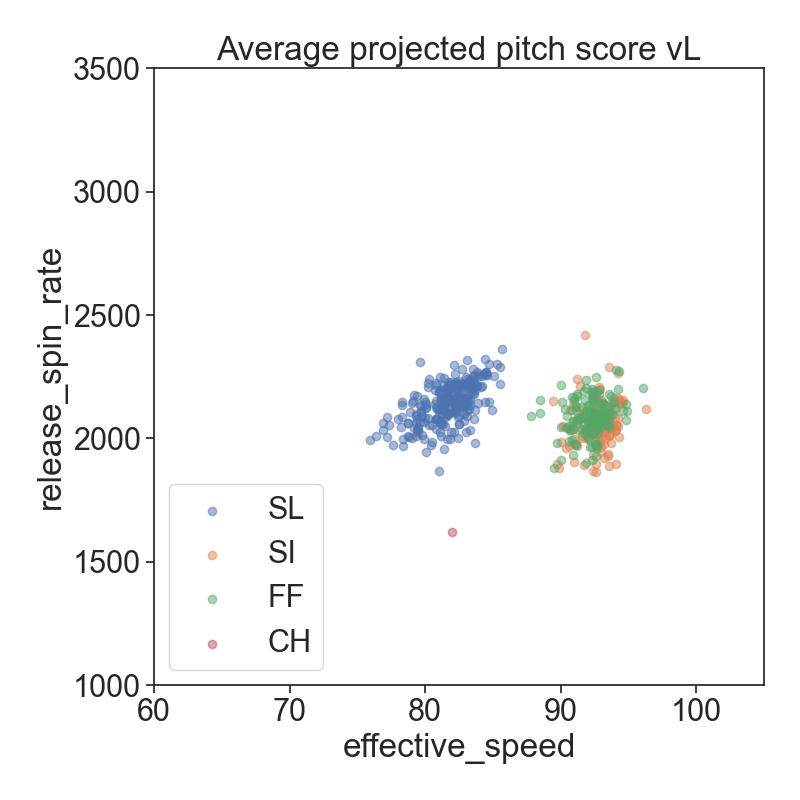 Average projected pitch score vL
3500
3000
2500
2000
1500
1000
release_spin_rate
SL
SI
FF
CH
60 70 80 90 100
effective_speed